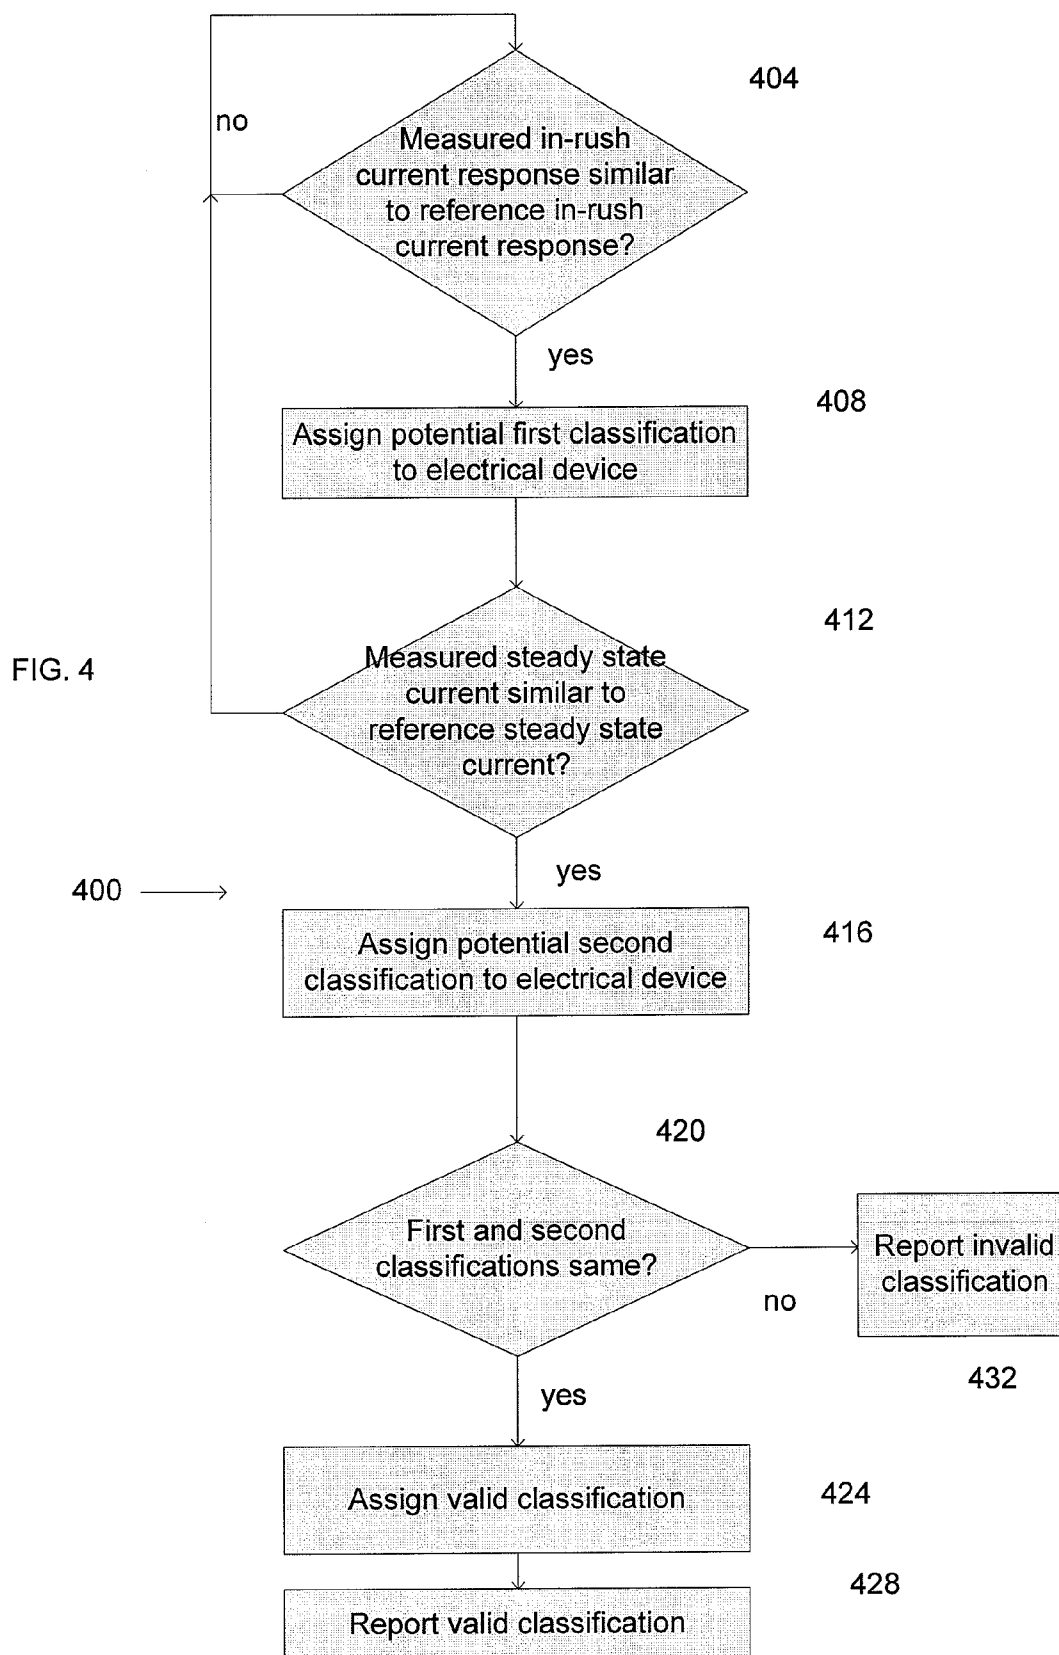 404
no
Measured in-rush
current response similar
to reference in-rush
current response?
yes
408
Assign potential first classification
to electrical device
412
FIG. 4
Measured steady state
current similar to
reference steady state
current?
yes
400
416
Assign potential second
classification to electrical device
420
First and second
classifications same?
Report invalid
classification
no
432
yes
424
Assign valid classification
428
Report valid classification